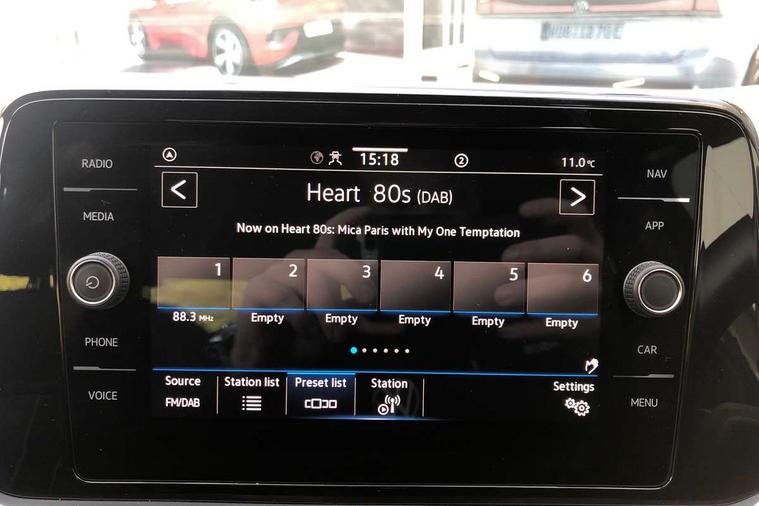 RADIO
MEDIA
PHONE
VOICE
NAV
APP
CAR
MENU
15:18
2
11.0°C
Heart 80s (DAB)
Now on Heart 80s: Mica Paris with My One Temptation
1 2 3 4 5 6
88.3 MHz Empty Empty Empty Empty Empty
Source Station list Preset list Station Settings
FM/DAB